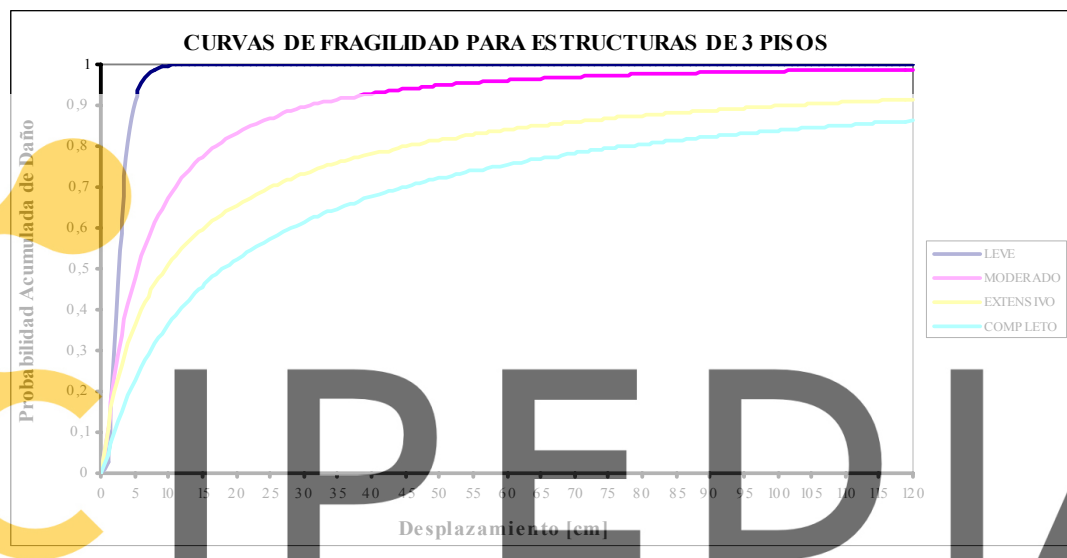 CURVAS DE FRAGILIDAD PARA ESTRUCTURAS DE 3 PISOS
Probabilidad Acumulada de Daño
1
0,9
0,8
0,7
0,6
0,5
0,4
0,3
0,2
0,1
0
0 5 10 15 20 25 30 35 40 45 50 55 60 65 70 75 80 85 90 95 100 105 110 115 120
Desplazamiento [cm]
LEVE
MODERADO
EXTENSIVO
COMPLETO
CIPEDIA